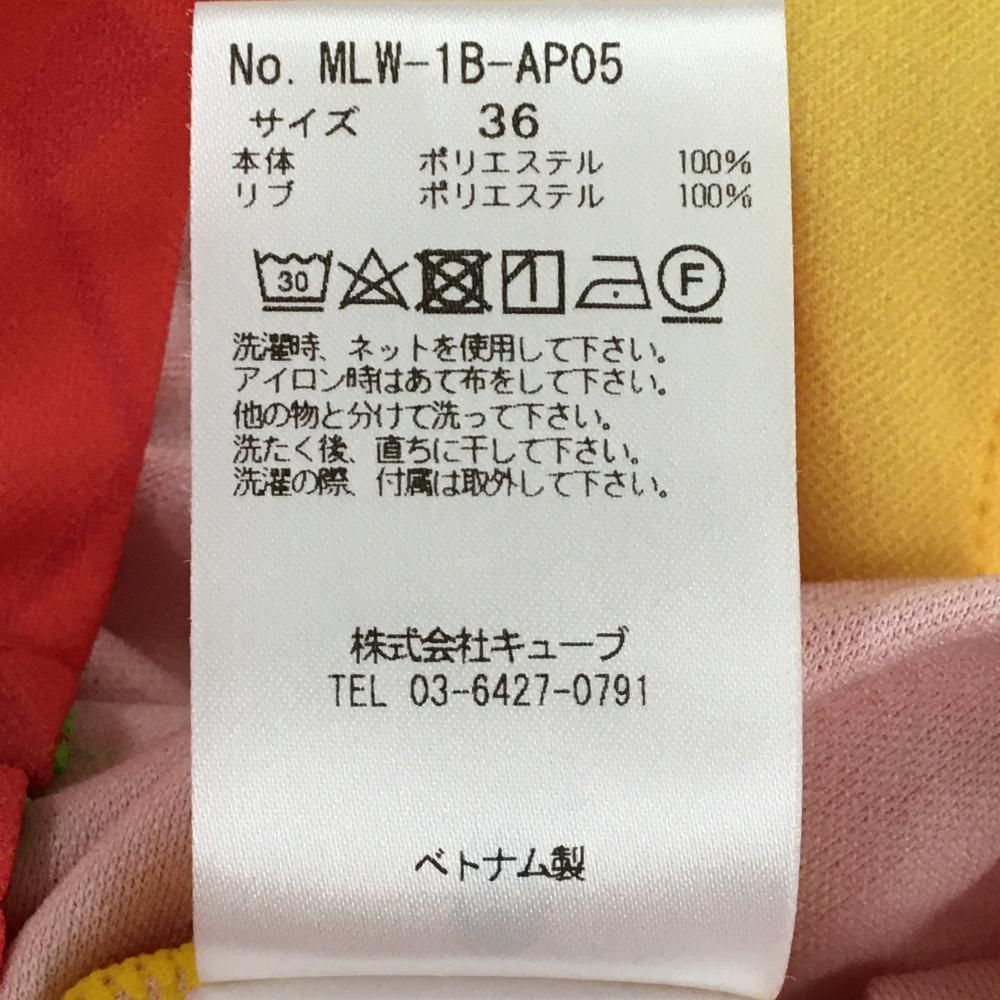 No. MLW-1B-AP05
サイズ 36
本体 ポリエステル 100%
リブ ポリエステル 100%
30 F
洗濯時、ネットを使用して下さい。
アイロン時はあて布をして下さい。
他の物と分けて洗って下さい。
洗たく後、直ちに干して下さい。
洗濯の際、付属は取外して下さい。
株式会社キューブ
TEL 03-6427-0791
ベトナム製